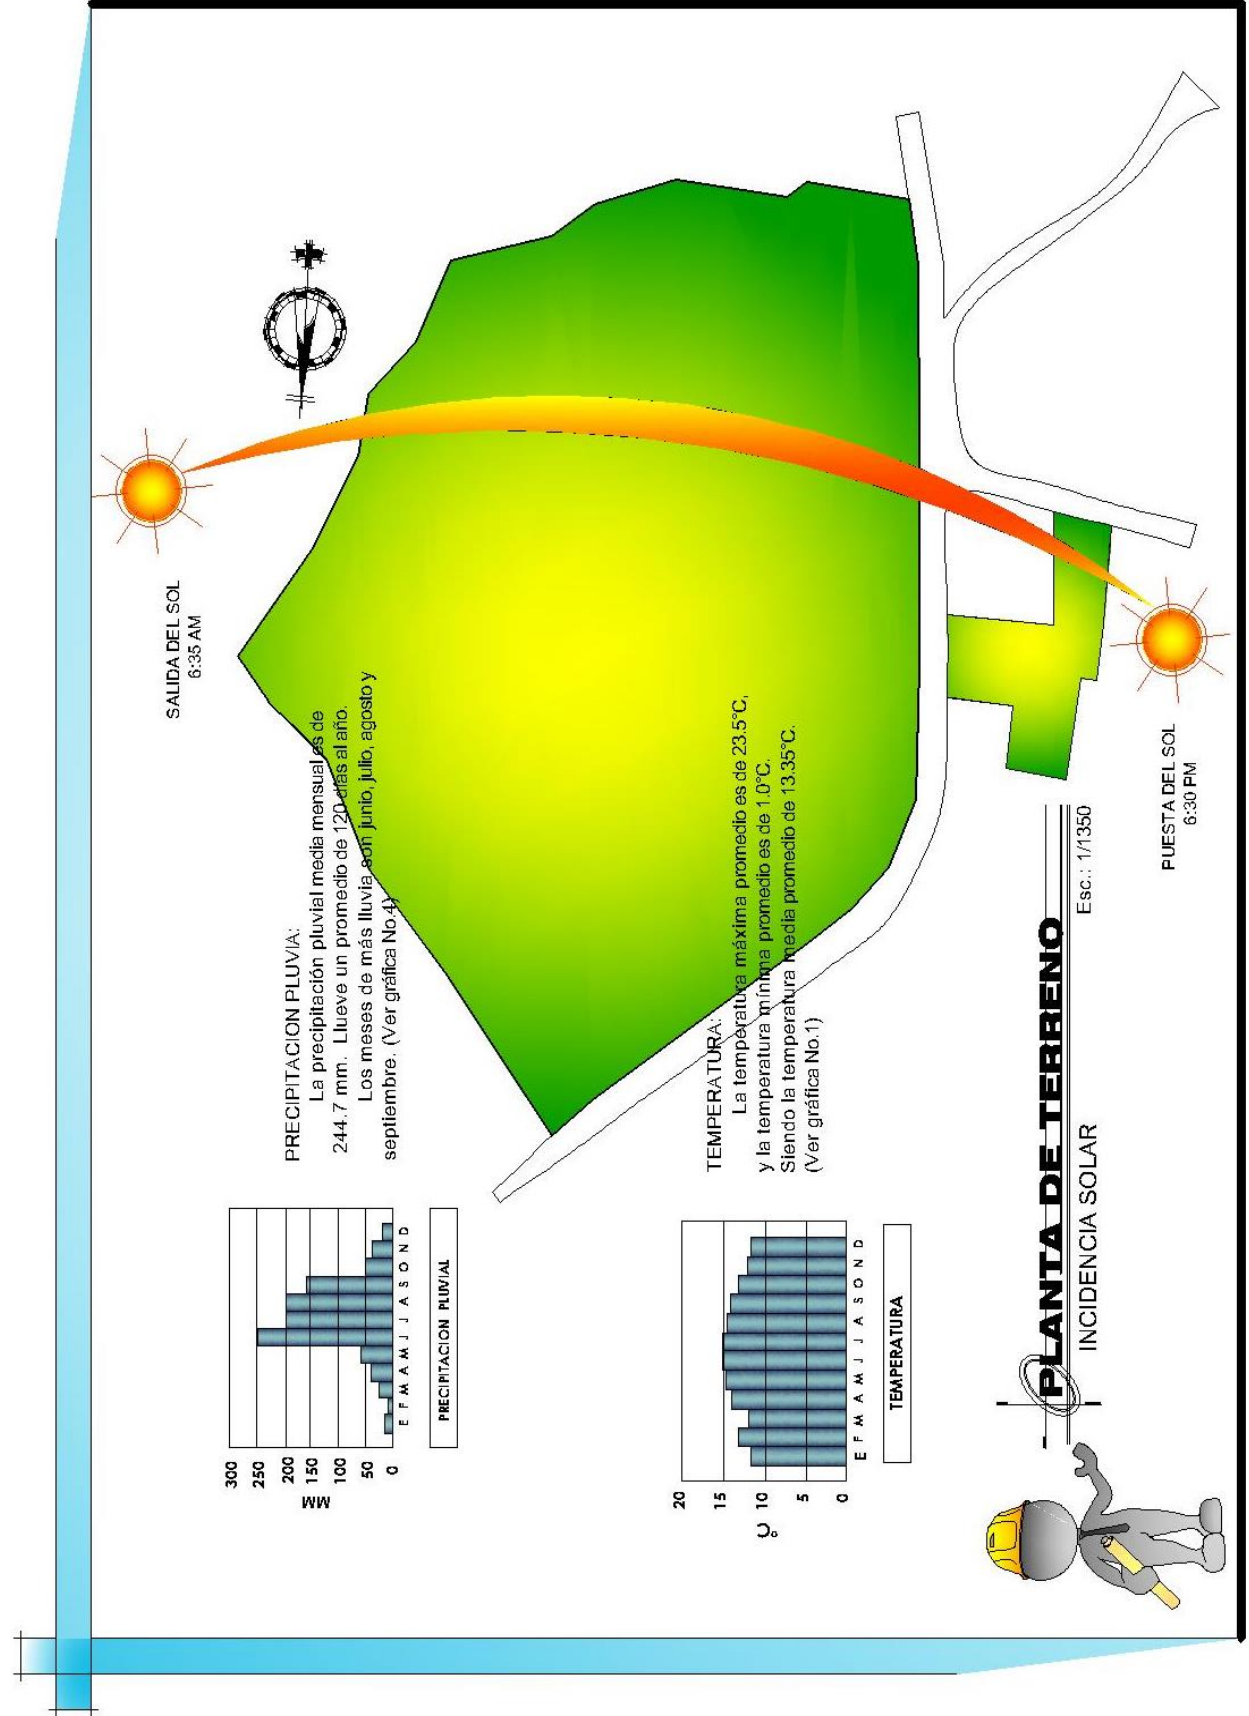 SALIDA DEL SOL
6:35 AM
PRECIPITACION PLUVIA:
La precipitación pluvial media mensual es de
244.7 mm.  Llueve un promedio de 120 días al año.
Los meses de más lluvia son junio, julio, agosto y
septiembre. (Ver gráfica No.4)
300
250
200
150
100
50
0
MM
E F M A M J J A S O N D
PRECIPITACION PLUVIAL
TEMPERATURA:
La temperatura máxima promedio es de 23.5°C,
y la temperatura mínima promedio es de 1.0°C.
Siendo la temperatura media promedio de 13.35°C.
(Ver gráfica No.1)
20
15
10
5
0
°C
E F M A M J J A S O N D
TEMPERATURA
PUESTA DEL SOL
6:30 PM
PLANTA DE TERRENO
INCIDENCIA SOLAR
Esc.: 1/1350